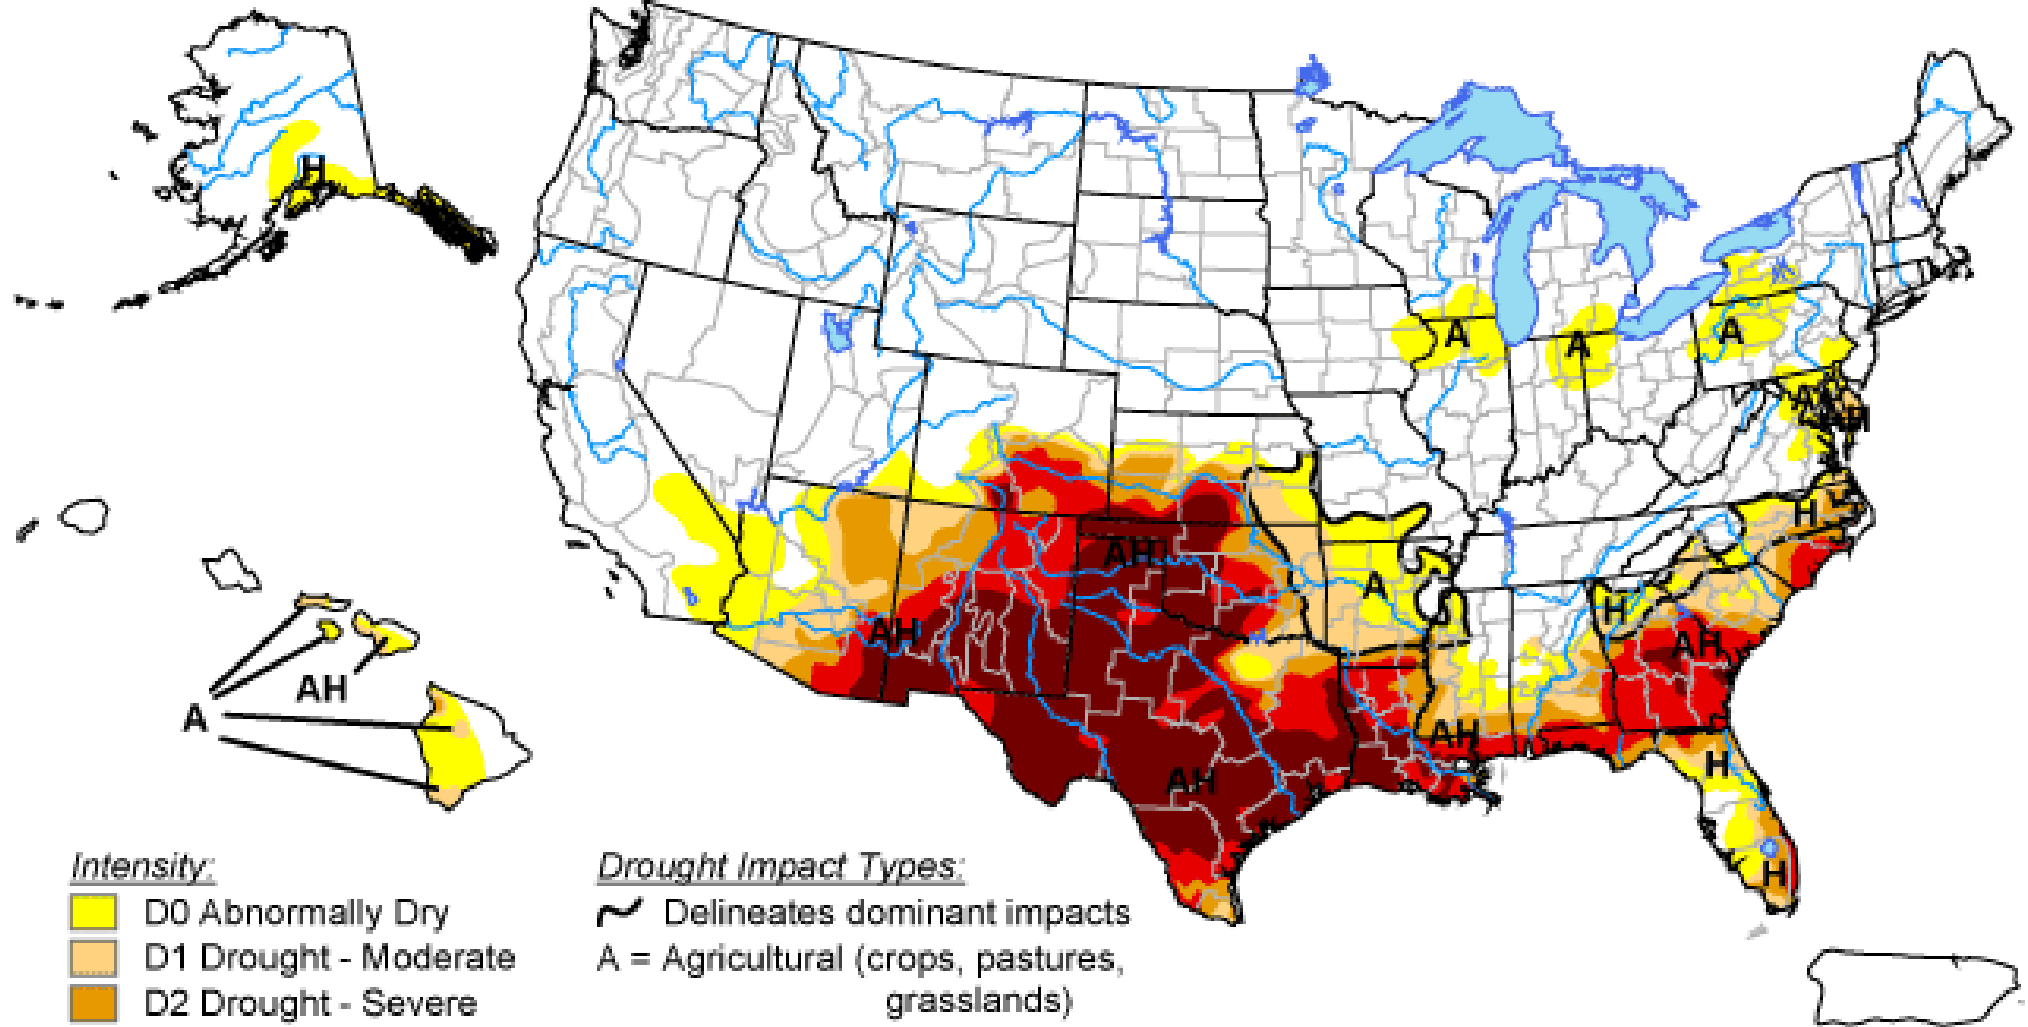 H
A
A
A
A
H
AH
A
H
AH
AH
AH
A
AH
AH
H
AH
H
Intensity:
D0 Abnormally Dry
D1 Drought - Moderate
D2 Drought - Severe
Drought Impact Types:
Delineates dominant impacts
A = Agricultural (crops, pastures,
grasslands)